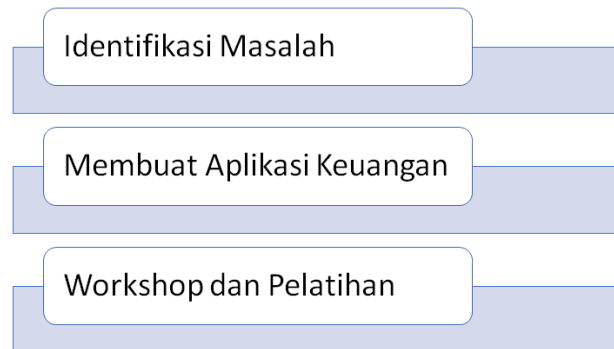 Identifikasi Masalah
Membuat Aplikasi Keuangan
Workshop dan Pelatihan